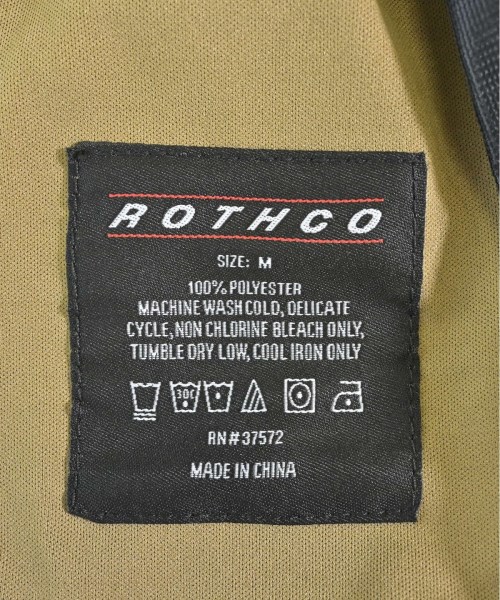 ROTHCO
SIZE: M
100% POLYESTER
MACHINE WASH COLD, DELICATE
CYCLE, NON CHLORINE BLEACH ONLY,
TUMBLE DRY LOW, COOL IRON ONLY
30C
RN#37572
MADE IN CHINA